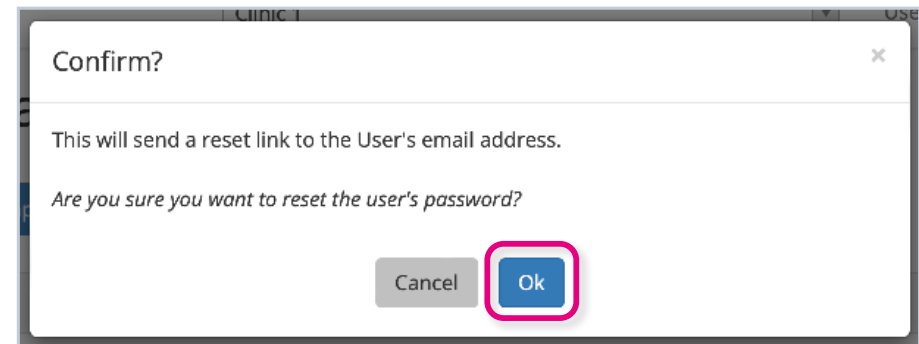 Clinic 1
Use
Confirm?
×
This will send a reset link to the User's email address.
Are you sure you want to reset the user's password?
Cancel
Ok